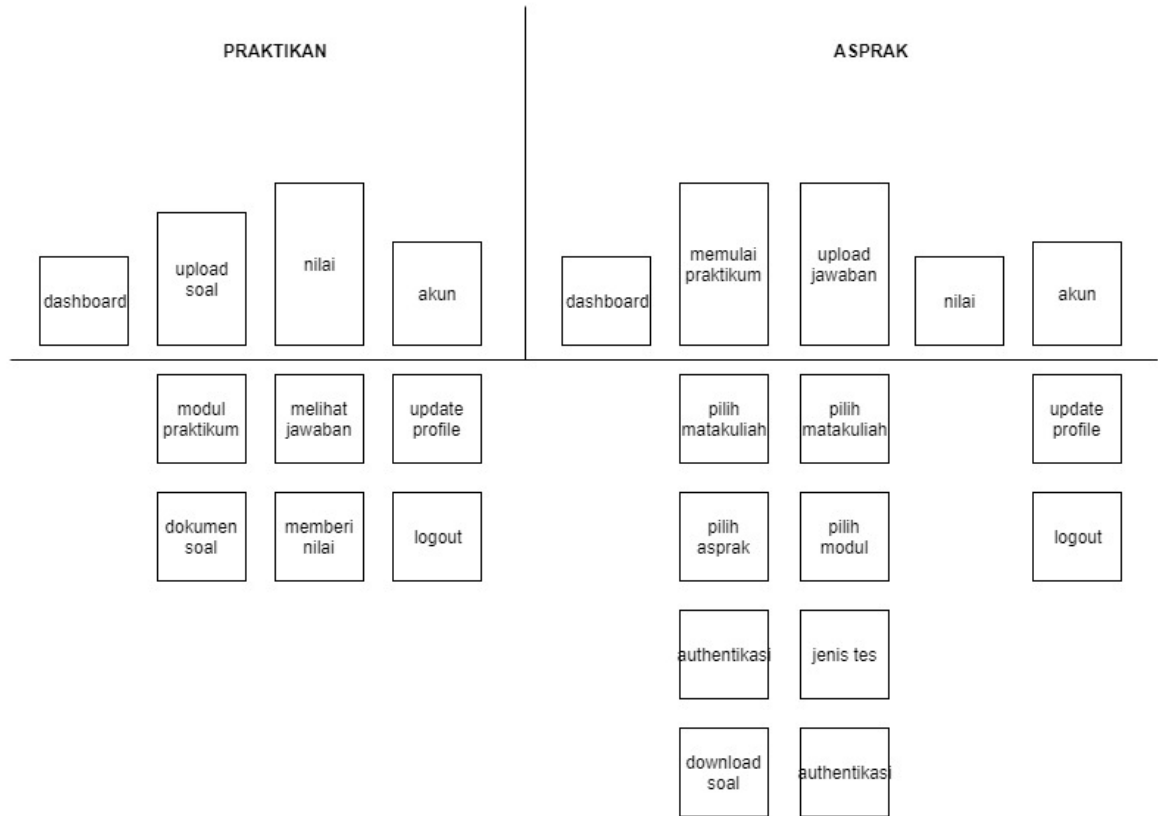 PRAKTIKAN
ASPRAK
dashboard
upload
soal
nilai
akun
dashboard
memulai
praktikum
upload
jawaban
nilai
akun
modul
praktikum
melihat
jawaban
update
profile
pilih
matakuliah
pilih
matakuliah
update
profile
dokumen
soal
memberi
nilai
logout
pilih
asprak
pilih
modul
logout
authentikasi
jenis tes
download
soal
authentikasi